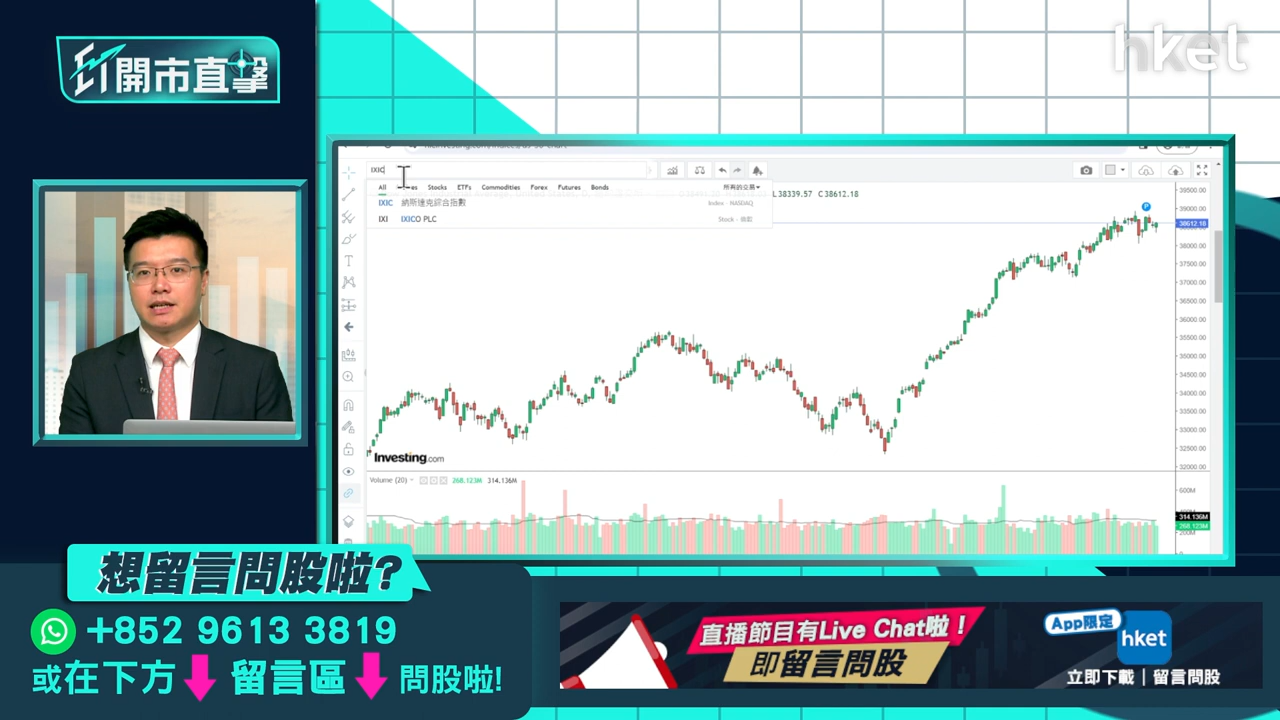 開市直擊
hket
IXIC
All
Stocks
ETFs
Commodities
Forex
Futures
Bonds
所有的交易
IXIC 納斯達克綜合指數
Index - NASDAQ
IXI IXICO PLC
Stock - 倫敦
L38339.57 C38612.18
39500.00
39000.00
38612.18
38000.00
37500.00
37000.00
36500.00
36000.00
35500.00
35000.00
34500.00
34000.00
33500.00
33000.00
32500.00
32000.00
P
Investing.com
Volume (20)
268.123M
314.136M
600M
314.136M
268.123M
200M
0
想留言問股啦?
+852 9613 3819
或在下方 留言區 問股啦!
直播節目有Live Chat啦！
即留言問股
App限定
hket
立即下載｜留言問股